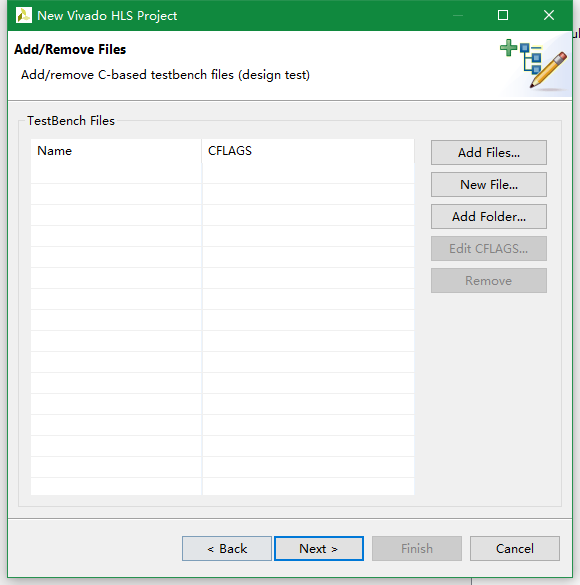 New Vivado HLS Project
Add/Remove Files
Add/remove C-based testbench files (design test)
TestBench Files
Name CFLAGS
Add Files...
New File...
Add Folder...
Edit CFLAGS...
Remove
< Back Next > Finish Cancel